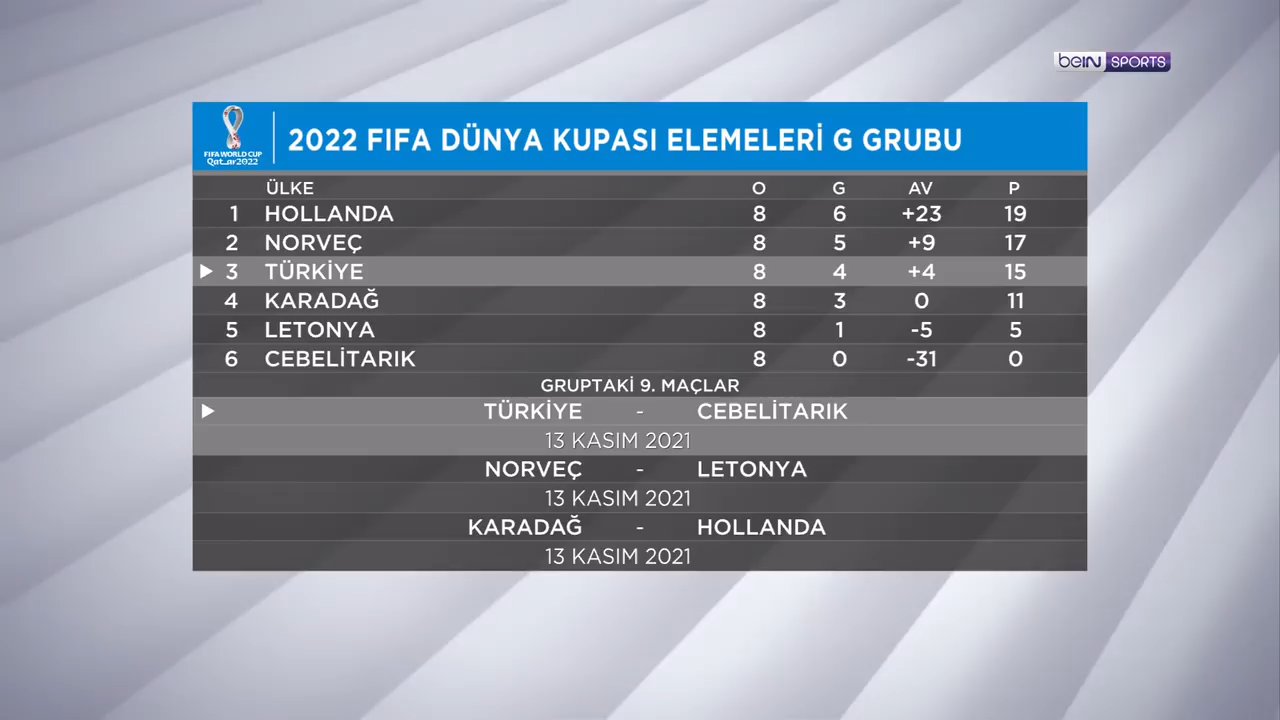 beIN SPORTS
FIFA WORLD CUP
Qatar2022
2022 FIFA DÜNYA KUPASI ELEMELERİ G GRUBU
ÜLKE O G AV P
1 HOLLANDA 8 6 +23 19
2 NORVEÇ 8 5 +9 17
3 TÜRKİYE 8 4 +4 15
4 KARADAĞ 8 3 0 11
5 LETONYA 8 1 -5 5
6 CEBELİTARIK 8 0 -31 0
GRUPTAKİ 9. MAÇLAR
TÜRKİYE - CEBELİTARIK
13 KASIM 2021
NORVEÇ - LETONYA
13 KASIM 2021
KARADAĞ - HOLLANDA
13 KASIM 2021